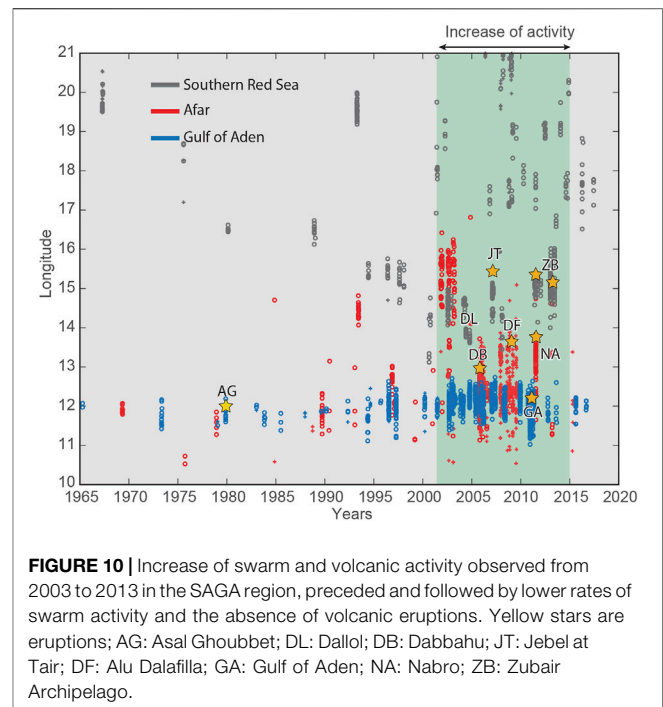 Increase of activity
21
20
19
18
17
16
15
14
13
12
11
10
Longitude
Southern Red Sea
Afar
Gulf of Aden
JT
ZB
DL
DF
DB
NA
AG
GA
1965 1970 1975 1980 1985 1990 1995 2000 2005 2010 2015 2020
Years
FIGURE 10 | Increase of swarm and volcanic activity observed from
2003 to 2013 in the SAGA region, preceded and followed by lower rates of
swarm activity and the absence of volcanic eruptions. Yellow stars are
eruptions; AG: Asal Ghoubbet; DL: Dallol; DB: Dabbahu; JT: Jebel at
Tair; DF: Alu Dalafilla; GA: Gulf of Aden; NA: Nabro; ZB: Zubair
Archipelago.